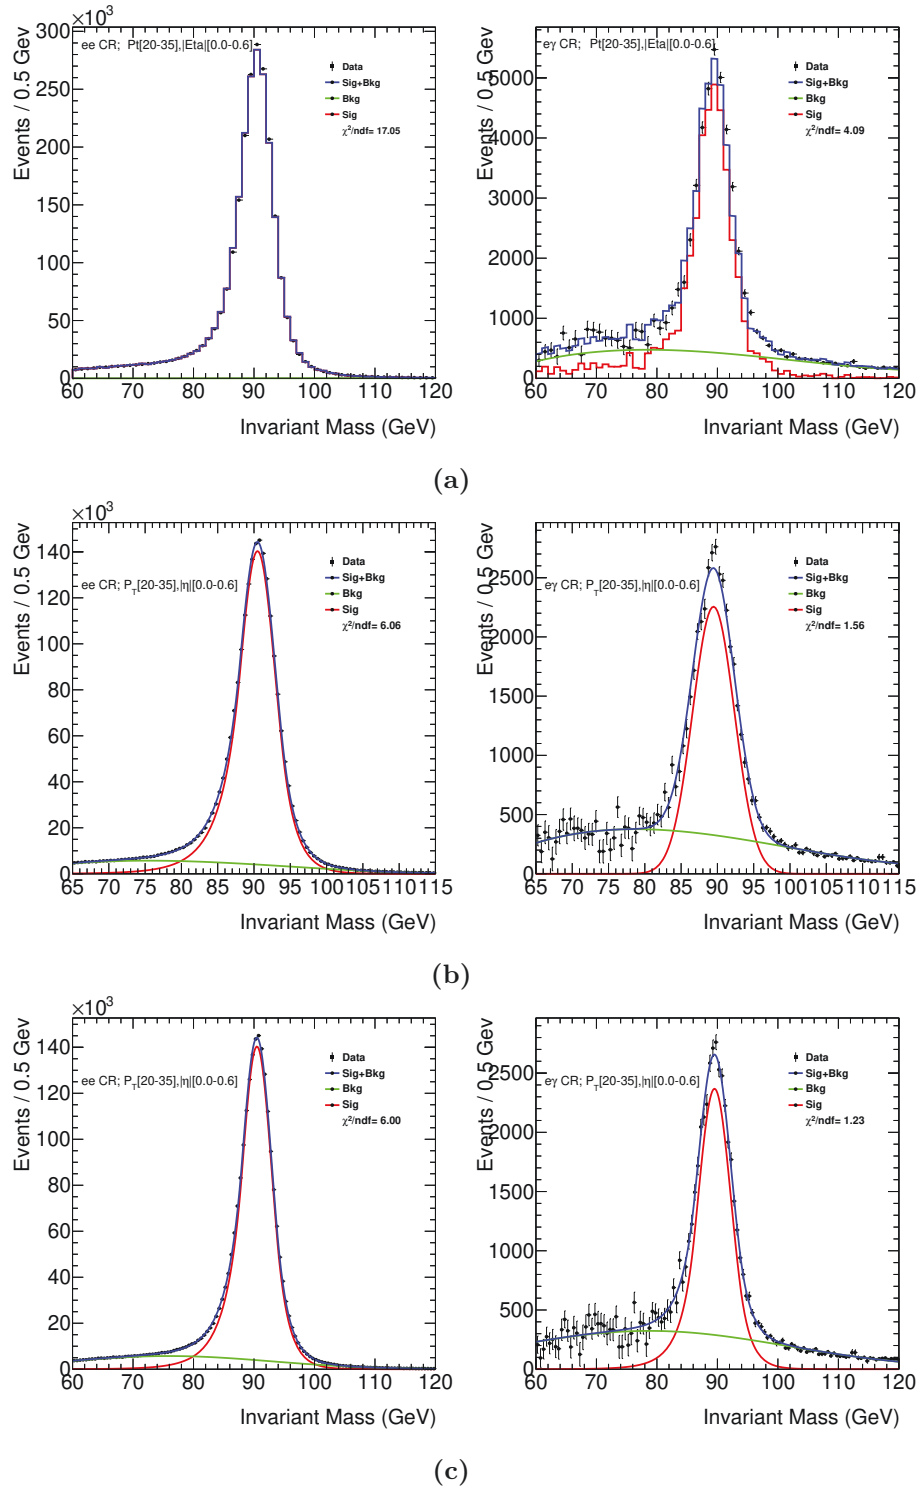 ×10³
Events / 0.5 Gev
ee CR; Pt[20-35],|Eta|[0.0-0.6]
Data
Sig+Bkg
Bkg
Sig
χ²/ndf= 17.05
300
250
200
150
100
50
0
60 70 80 90 100 110 120
Invariant Mass (GeV)
Events / 0.5 Gev
eγ CR; Pt[20-35],|Eta|[0.0-0.6]
Data
Sig+Bkg
Bkg
Sig
χ²/ndf= 4.09
5000
4000
3000
2000
1000
0
60 70 80 90 100 110 120
Invariant Mass (GeV)
(a)
×10³
Events / 0.5 Gev
ee CR; P_T[20-35],|η|[0.0-0.6]
Data
Sig+Bkg
Bkg
Sig
χ²/ndf= 6.06
140
120
100
80
60
40
20
0
65 70 75 80 85 90 95 100 105 110 115
Invariant Mass (GeV)
Events / 0.5 Gev
eγ CR; P_T[20-35],|η|[0.0-0.6]
Data
Sig+Bkg
Bkg
Sig
χ²/ndf= 1.56
2500
2000
1500
1000
500
0
65 70 75 80 85 90 95 100 105 110 115
Invariant Mass (GeV)
(b)
×10³
Events / 0.5 Gev
ee CR; P_T[20-35],|η|[0.0-0.6]
Data
Sig+Bkg
Bkg
Sig
χ²/ndf= 6.00
140
120
100
80
60
40
20
0
60 70 80 90 100 110 120
Invariant Mass (GeV)
Events / 0.5 Gev
eγ CR; P_T[20-35],|η|[0.0-0.6]
Data
Sig+Bkg
Bkg
Sig
χ²/ndf= 1.23
2500
2000
1500
1000
500
0
60 70 80 90 100 110 120
Invariant Mass (GeV)
(c)